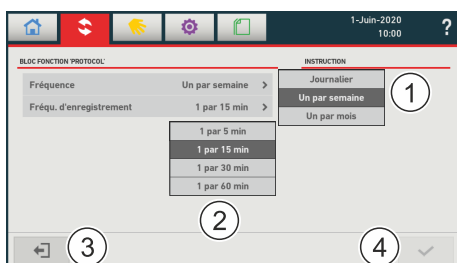 1-Juin-2020
10:00
?
BLOC FONCTION 'PROTOCOL'
INSTRUCTION
Fréquence Un par semaine >
Fréqu. d'enregistrement 1 par 15 min >
Journalier
Un par semaine
Un par mois
1
1 par 5 min
1 par 15 min
1 par 30 min
1 par 60 min
2
3
4